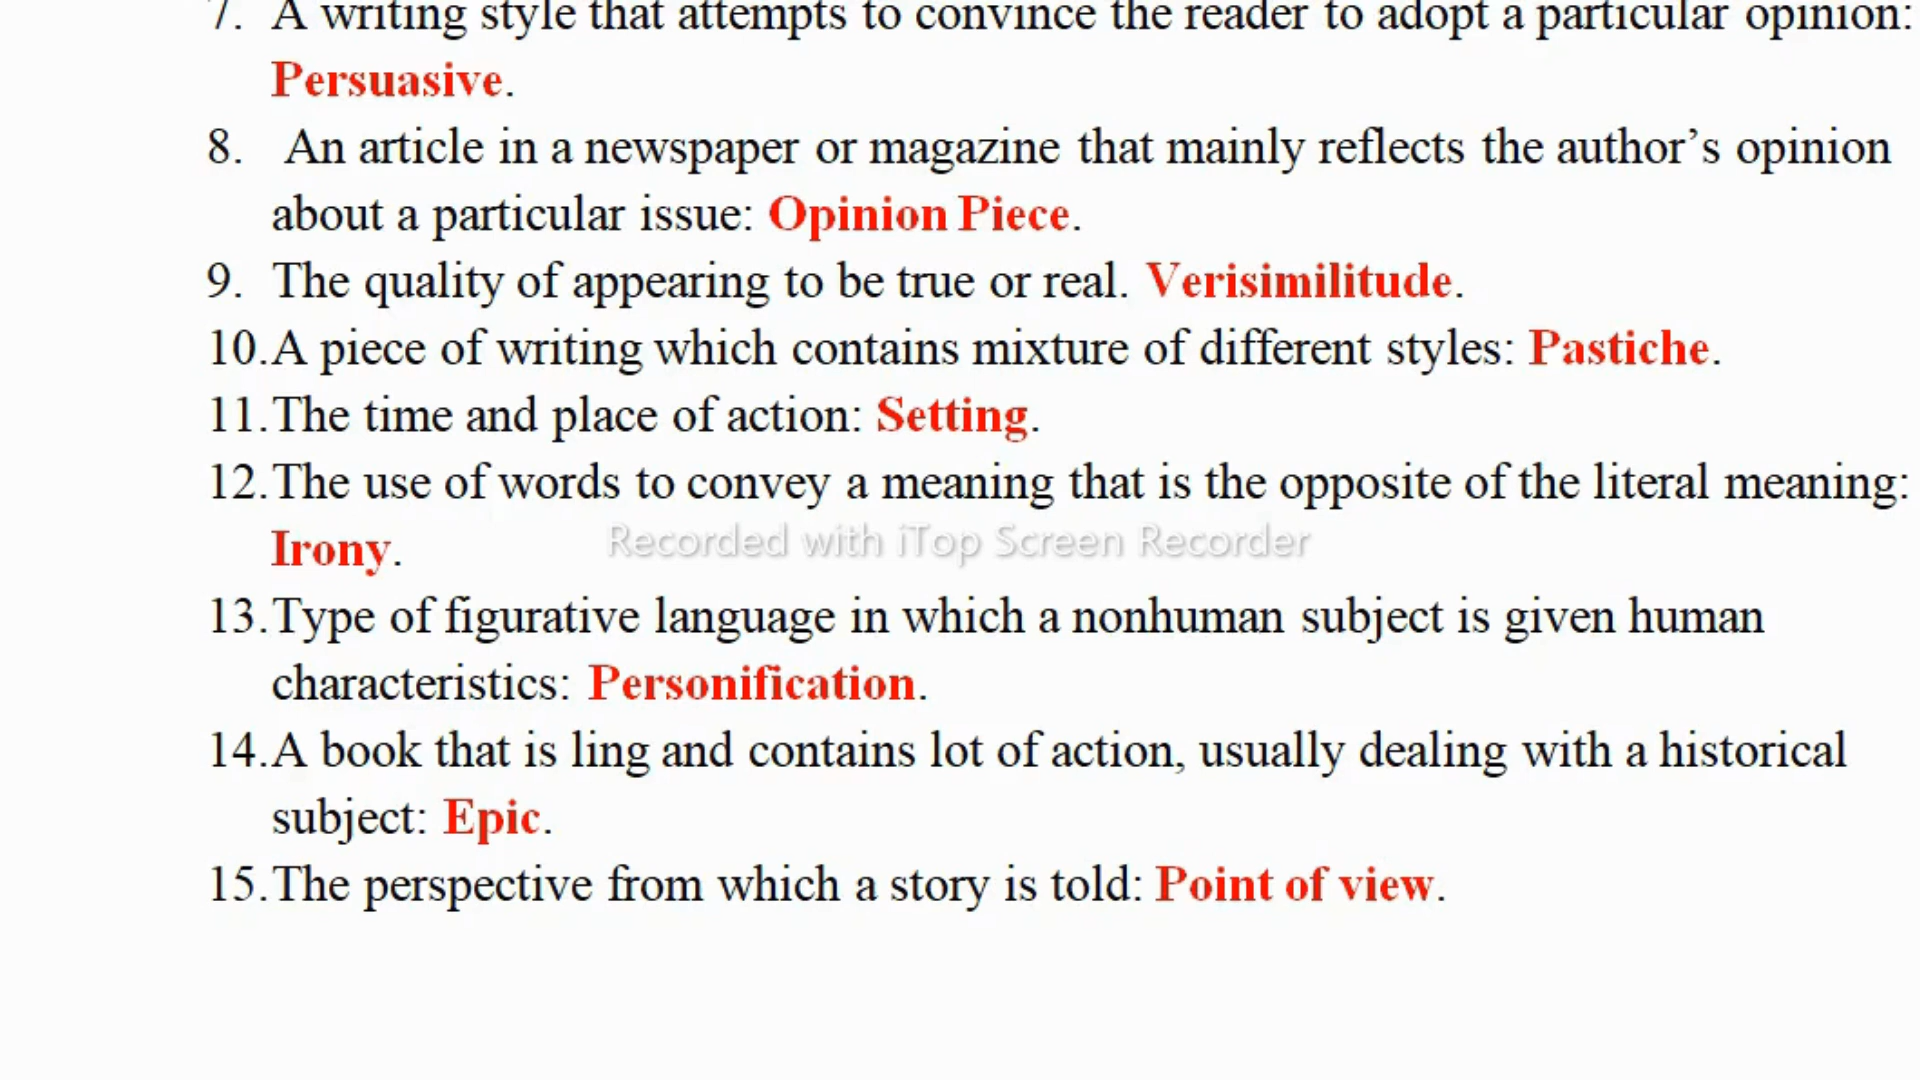 7. A writing style that attempts to convince the reader to adopt a particular opinion:
Persuasive.
8. An article in a newspaper or magazine that mainly reflects the author’s opinion
about a particular issue: Opinion Piece.
9. The quality of appearing to be true or real. Verisimilitude.
10.A piece of writing which contains mixture of different styles: Pastiche.
11.The time and place of action: Setting.
12.The use of words to convey a meaning that is the opposite of the literal meaning:
Irony.
Recorded with iTop Screen Recorder
13.Type of figurative language in which a nonhuman subject is given human
characteristics: Personification.
14.A book that is ling and contains lot of action, usually dealing with a historical
subject: Epic.
15.The perspective from which a story is told: Point of view.